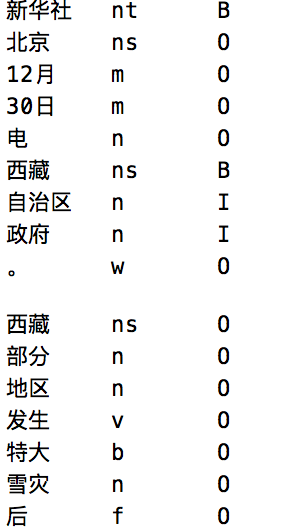 新华社 nt B
北京 ns O
12月 m O
30日 m O
电 n O
西藏 ns B
自治区 n I
政府 n I
。 w O
西藏 ns O
部分 n O
地区 n O
发生 v O
特大 b O
雪灾 n O
后 f O